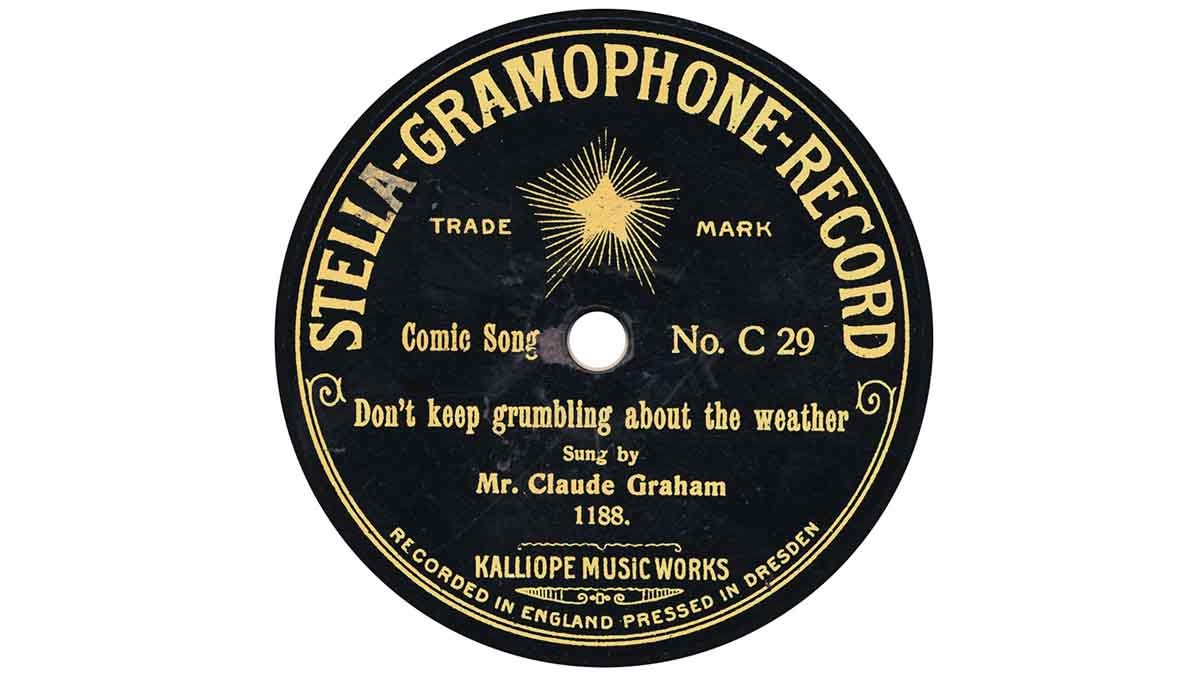 STELLA-GRAMOPHONE-RECORD
TRADE MARK
Comic Song No. C 29
Don't keep grumbling about the weather
Sung by
Mr. Claude Graham
1188.
KALLIOPE MUSIC WORKS
RECORDED IN ENGLAND PRESSED IN DRESDEN